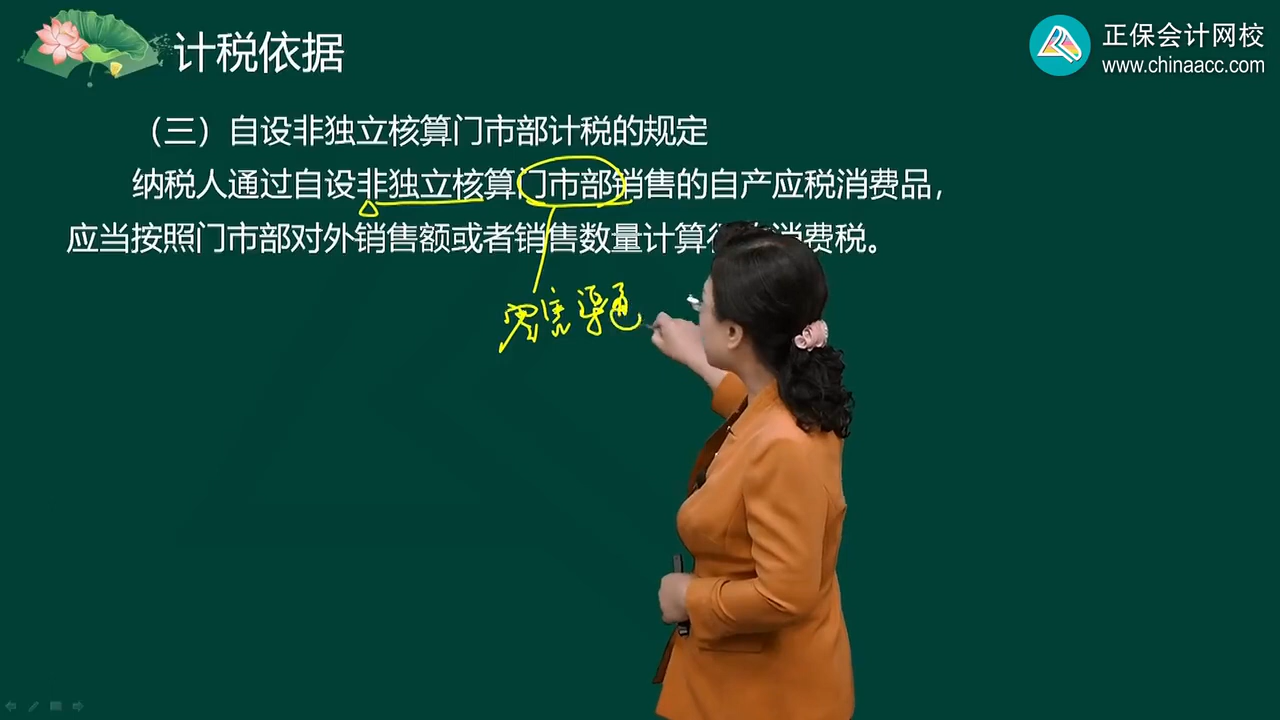 计税依据
正保会计网校
www.chinaacc.com
（三）自设非独立核算门市部计税的规定
纳税人通过自设非独立核算门市部销售的自产应税消费品，
应当按照门市部对外销售额或者销售数量计算消费税。
渠道